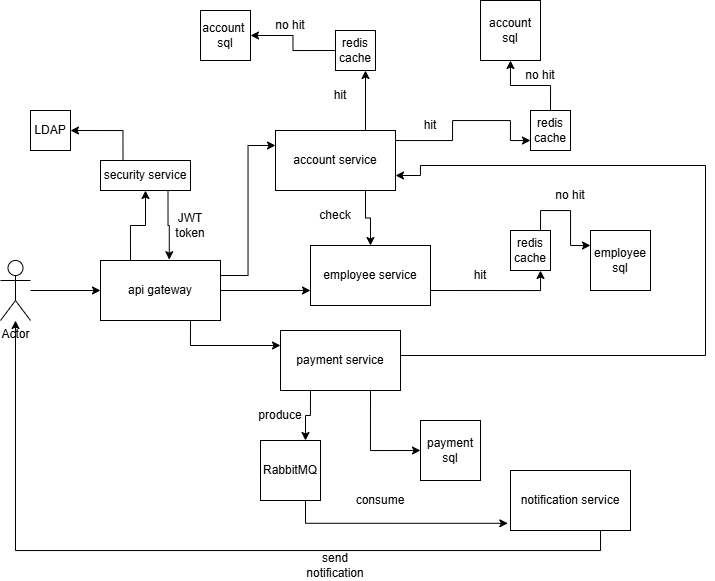 account
sql
no hit
redis
cache
account
sql
no hit
hit
hit
redis
cache
LDAP
account service
security service
JWT
token
check
no hit
redis
cache
employee
sql
employee service
hit
api gateway
Actor
payment service
produce
payment
sql
RabbitMQ
consume
notification service
send
notification